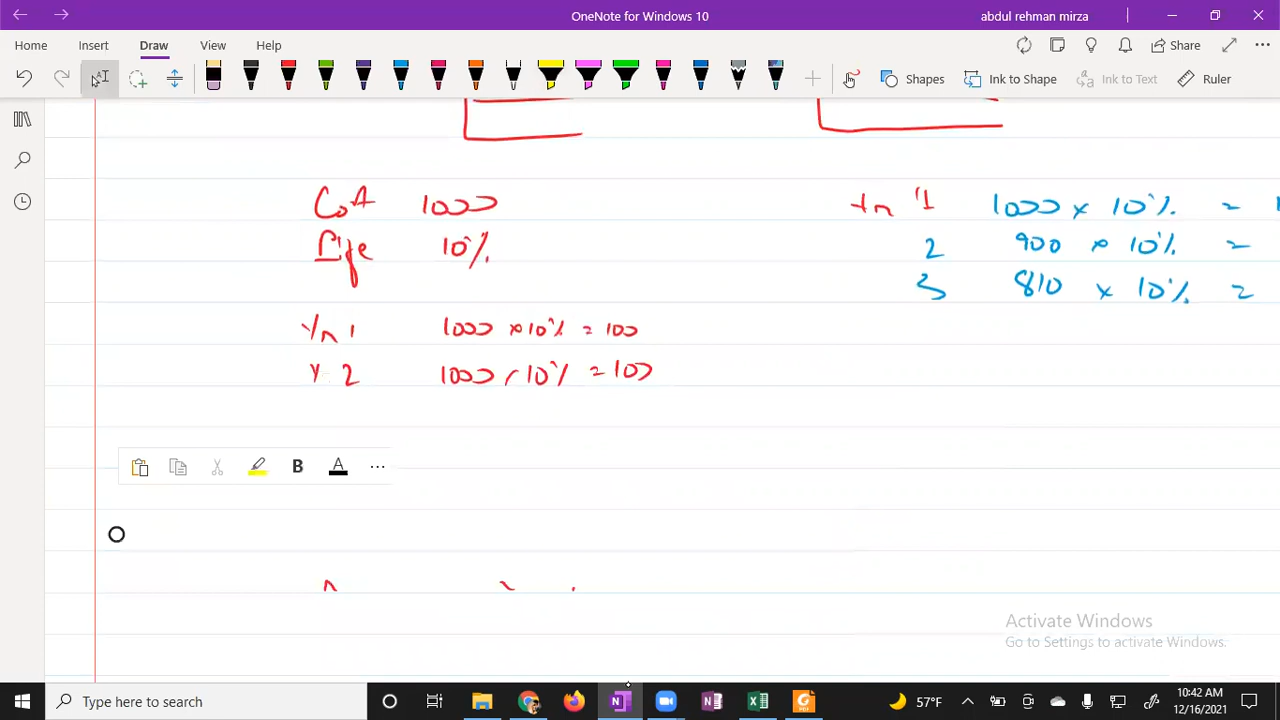 OneNote for Windows 10
abdul rehman mirza
Home Insert Draw View Help
Share
Shapes
Ink to Shape
Ink to Text
Ruler
CoA 1000
Life 10%
Yr 1 1000 × 10% = 100
Y 2 1000 × 10% = 100
Yr 1 1000 × 10% =
2 900 × 10% =
3 810 × 10% =
B A ...
Activate Windows
Go to Settings to activate Windows.
Type here to search
57°F
10:42 AM
12/16/2021